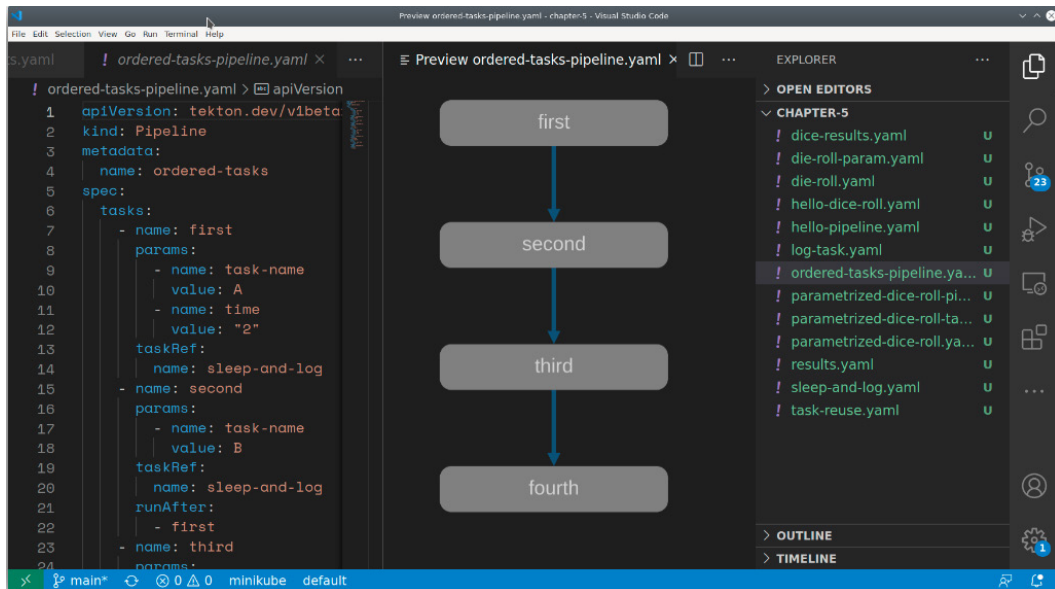 Preview ordered-tasks-pipeline.yaml - chapter-5 - Visual Studio Code
File Edit Selection View Go Run Terminal Help
ts.yaml
! ordered-tasks-pipeline.yaml ×
...
! ordered-tasks-pipeline.yaml > apiVersion
1 apiVersion: tekton.dev/v1beta
2 kind: Pipeline
3 metadata:
4 name: ordered-tasks
5 spec:
6 tasks:
7 - name: first
8 params:
9 - name: task-name
10 value: A
11 - name: time
12 value: "2"
13 taskRef:
14 name: sleep-and-log
15 - name: second
16 params:
17 - name: task-name
18 value: B
19 taskRef:
20 name: sleep-and-log
21 runAfter:
22 - first
23 - name: third
24 params:
Preview ordered-tasks-pipeline.yaml ×
...
first
second
third
fourth
EXPLORER
...
> OPEN EDITORS
CHAPTER-5
! dice-results.yaml U
! die-roll-param.yaml U
! die-roll.yaml U
! hello-dice-roll.yaml U
! hello-pipeline.yaml U
! log-task.yaml U
! ordered-tasks-pipeline.ya... U
! parametrized-dice-roll-pi... U
! parametrized-dice-roll-ta... U
! parametrized-dice-roll.ya... U
! results.yaml U
! sleep-and-log.yaml U
! task-reuse.yaml U
> OUTLINE
> TIMELINE
23
...
1
main* 0 0 minikube default